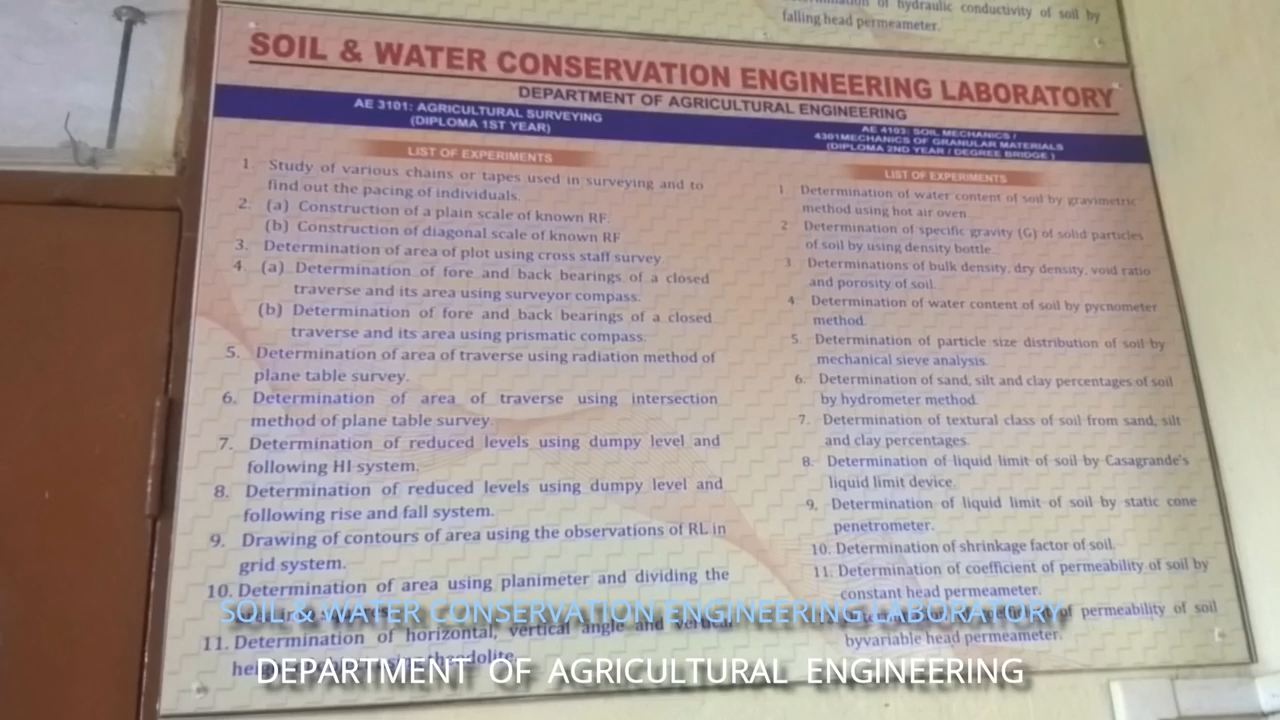 of hydraulic conductivity of soil by
falling head permeameter.
SOIL & WATER CONSERVATION ENGINEERING LABORATORY
DEPARTMENT OF AGRICULTURAL ENGINEERING
AE 3101: AGRICULTURAL SURVEYING
(DIPLOMA 1ST YEAR)
LIST OF EXPERIMENTS
1. Study of various chains or tapes used in surveying and to
find out the pacing of individuals.
2. (a) Construction of a plain scale of known RF.
(b) Construction of diagonal scale of known RF
3. Determination of area of plot using cross staff survey
4. (a) Determination of fore and back bearings of a closed
traverse and its area using surveyor compass.
(b) Determination of fore and back bearings of a closed
traverse and its area using prismatic compass.
5. Determination of area of traverse using radiation method of
plane table survey.
6. Determination of area of traverse using intersection
method of plane table survey.
7. Determination of reduced levels using dumpy level and
following HI system.
8. Determination of reduced levels using dumpy level and
following rise and fall system.
9. Drawing of contours of area using the observations of RL in
grid system.
10. Determination of area using planimeter and dividing the
11. Determination of horizontal, vertical angle and vertical
theodolite
AE 4103: SOIL MECHANICS /
4301MECHANICS OF GRANULAR MATERIALS
(DIPLOMA 2ND YEAR / DEGREE BRIDGE )
LIST OF EXPERIMENTS
1 Determination of water content of soil by gravimetric
method using hot air oven.
2 Determination of specific gravity (G) of solid particles
of soil by using density bottle.
3 Determinations of bulk density, dry density, void ratio
and porosity of soil.
4 Determination of water content of soil by pycnometer
method.
5. Determination of particle size distribution of soil by
mechanical sieve analysis.
6. Determination of sand, silt and clay percentages of soil
by hydrometer method.
7. Determination of textural class of soil from sand, silt
and clay percentages.
8. Determination of liquid limit of soil by Casagrande's
liquid limit device.
9. Determination of liquid limit of soil by static cone
penetrometer.
10. Determination of shrinkage factor of soil.
11. Determination of coefficient of permeability of soil by
constant head permeameter.
of permeability of soil
byvariable head permeameter.
SOIL & WATER CONSERVATION ENGINEERING LABORATORY
DEPARTMENT OF AGRICULTURAL ENGINEERING